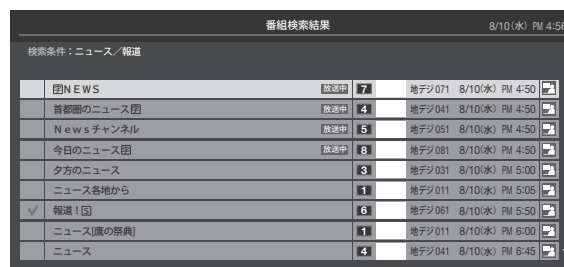 番組検索結果 8/10(水) PM 4:56
検索条件：ニュース／報道
字NEWS 放送中 7 地デジ071 8/10(水) PM 4:50
首都圏のニュース字 放送中 4 地デジ041 8/10(水) PM 4:50
Newsチャンネル 放送中 5 地デジ051 8/10(水) PM 4:50
今日のニュース字 放送中 8 地デジ081 8/10(水) PM 4:50
夕方のニュース 3 地デジ031 8/10(水) PM 5:00
ニュース各地から 1 地デジ011 8/10(水) PM 5:05
報道！S 6 地デジ061 8/10(水) PM 5:50
ニュース[鷹の祭典] 1 地デジ011 8/10(水) PM 6:00
ニュース 4 地デジ041 8/10(水) PM 6:45